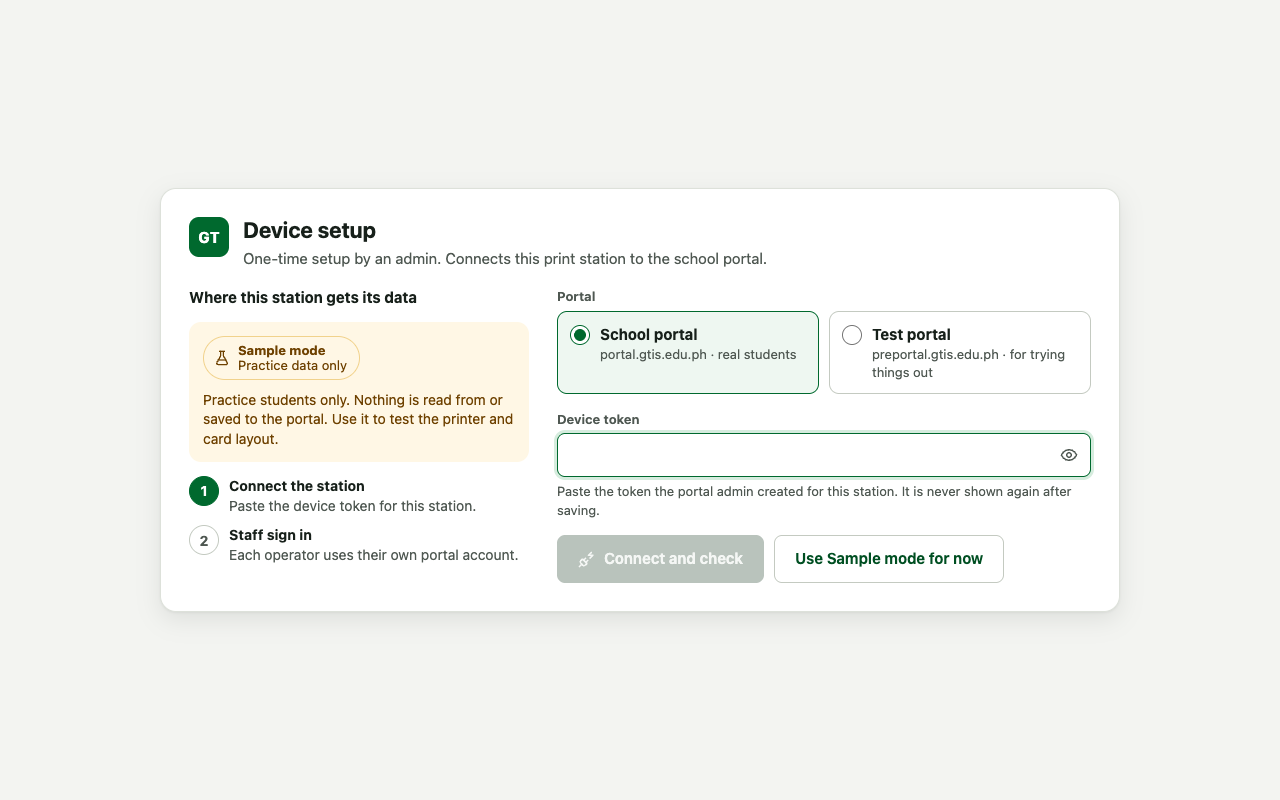 GT
Device setup
One-time setup by an admin. Connects this print station to the school portal.
Where this station gets its data
Sample mode
Practice data only
Practice students only. Nothing is read from or
saved to the portal. Use it to test the printer and
card layout.
1
Connect the station
Paste the device token for this station.
2
Staff sign in
Each operator uses their own portal account.
Portal
School portal
portal.gtis.edu.ph · real students
Test portal
preportal.gtis.edu.ph · for trying
things out
Device token
Paste the token the portal admin created for this station. It is never shown again after
saving.
Connect and check
Use Sample mode for now